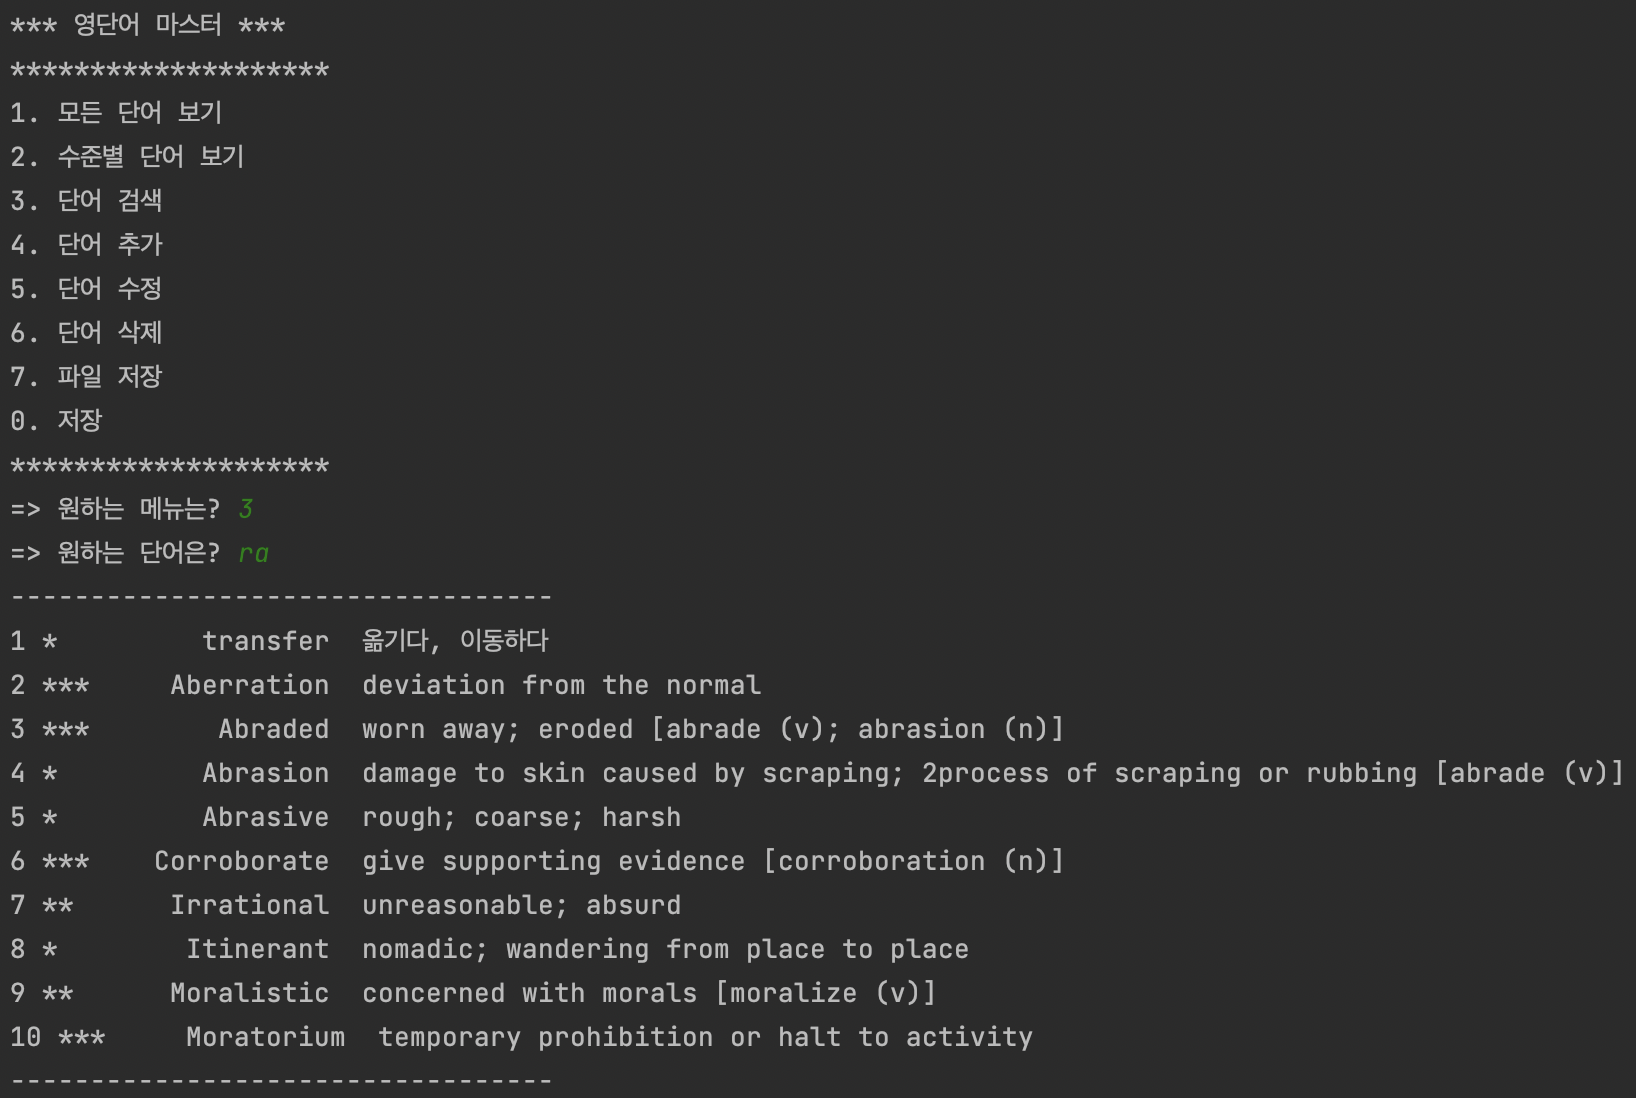 *** 영단어 마스터 ***
********************
1. 모든 단어 보기
2. 수준별 단어 보기
3. 단어 검색
4. 단어 추가
5. 단어 수정
6. 단어 삭제
7. 파일 저장
0. 저장
********************
=> 원하는 메뉴는? 3
=> 원하는 단어은? ra
----------------------------------
1 *         transfer  옮기다, 이동하다
2 ***     Aberration  deviation from the normal
3 ***        Abraded  worn away; eroded [abrade (v); abrasion (n)]
4 *         Abrasion  damage to skin caused by scraping; 2process of scraping or rubbing [abrade (v)]
5 *         Abrasive  rough; coarse; harsh
6 ***    Corroborate  give supporting evidence [corroboration (n)]
7 **      Irrational  unreasonable; absurd
8 *        Itinerant  nomadic; wandering from place to place
9 **      Moralistic  concerned with morals [moralize (v)]
10 ***     Moratorium  temporary prohibition or halt to activity
----------------------------------